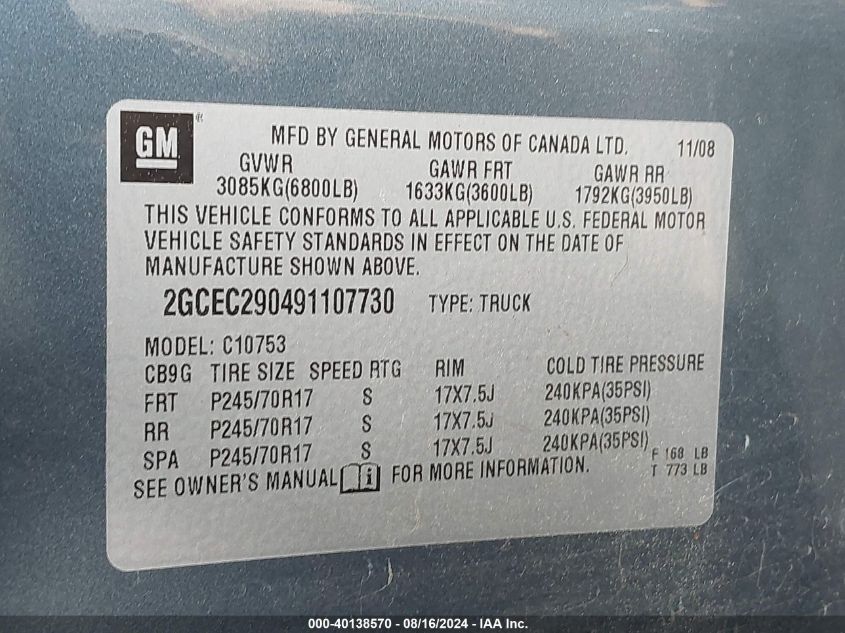 GM ®
MFD BY GENERAL MOTORS OF CANADA LTD. 11/08
GVWR GAWR FRT GAWR RR
3085KG(6800LB) 1633KG(3600LB) 1792KG(3950LB)
THIS VEHICLE CONFORMS TO ALL APPLICABLE U.S. FEDERAL MOTOR
VEHICLE SAFETY STANDARDS IN EFFECT ON THE DATE OF
MANUFACTURE SHOWN ABOVE.
2GCEC290491107730 TYPE: TRUCK
MODEL: C10753
CB9G TIRE SIZE SPEED RTG RIM COLD TIRE PRESSURE
FRT P245/70R17 S 17X7.5J 240KPA(35PSI)
RR P245/70R17 S 17X7.5J 240KPA(35PSI)
SPA P245/70R17 S 17X7.5J 240KPA(35PSI) F 168 LB
T 773 LB
SEE OWNER'S MANUAL i FOR MORE INFORMATION.
000-40138570 - 08/16/2024 - IAA Inc.